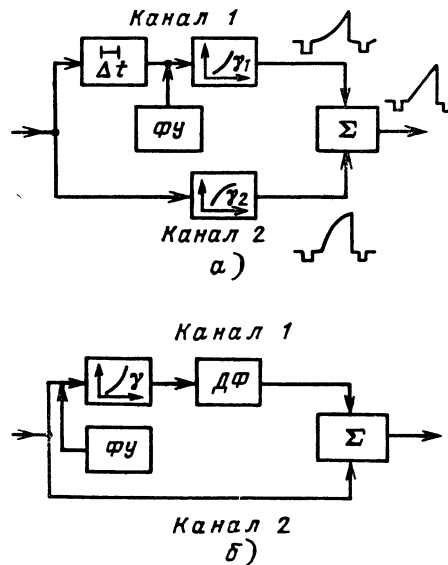 Канал 1
Δt
γ1
ФУ
Σ
γ2
Канал 2
а)
Канал 1
γ
ДФ
ФУ
Σ
Канал 2
б)